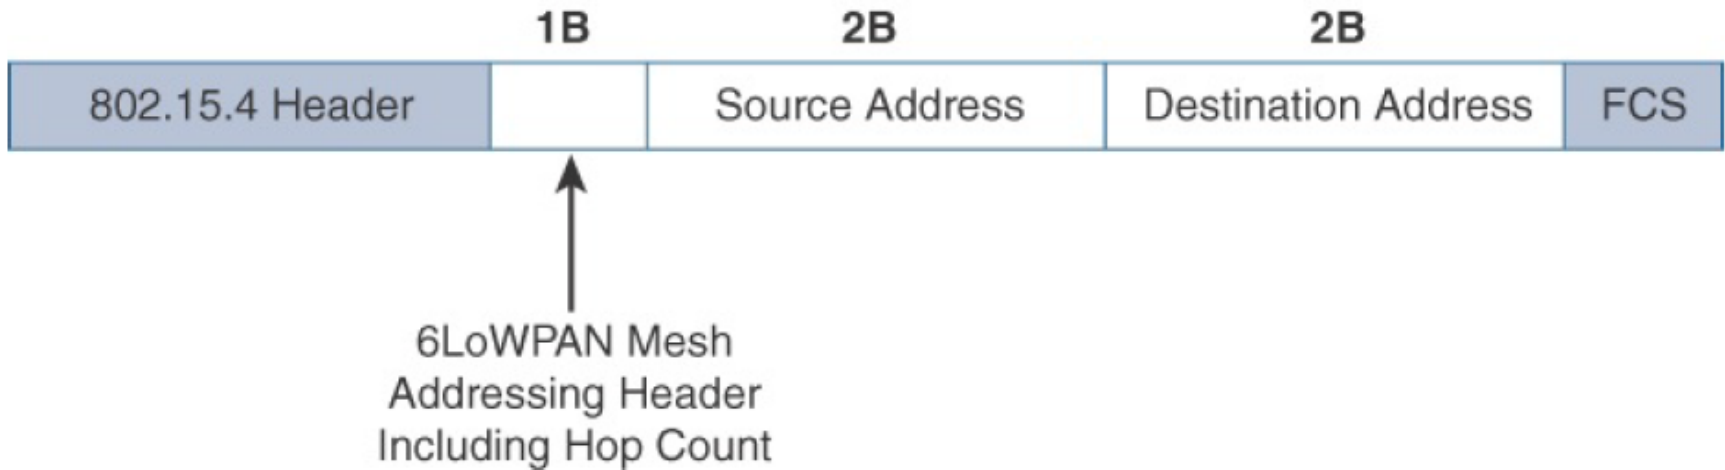 1B 2B 2B
802.15.4 Header Source Address Destination Address FCS
6LoWPAN Mesh
Addressing Header
Including Hop Count